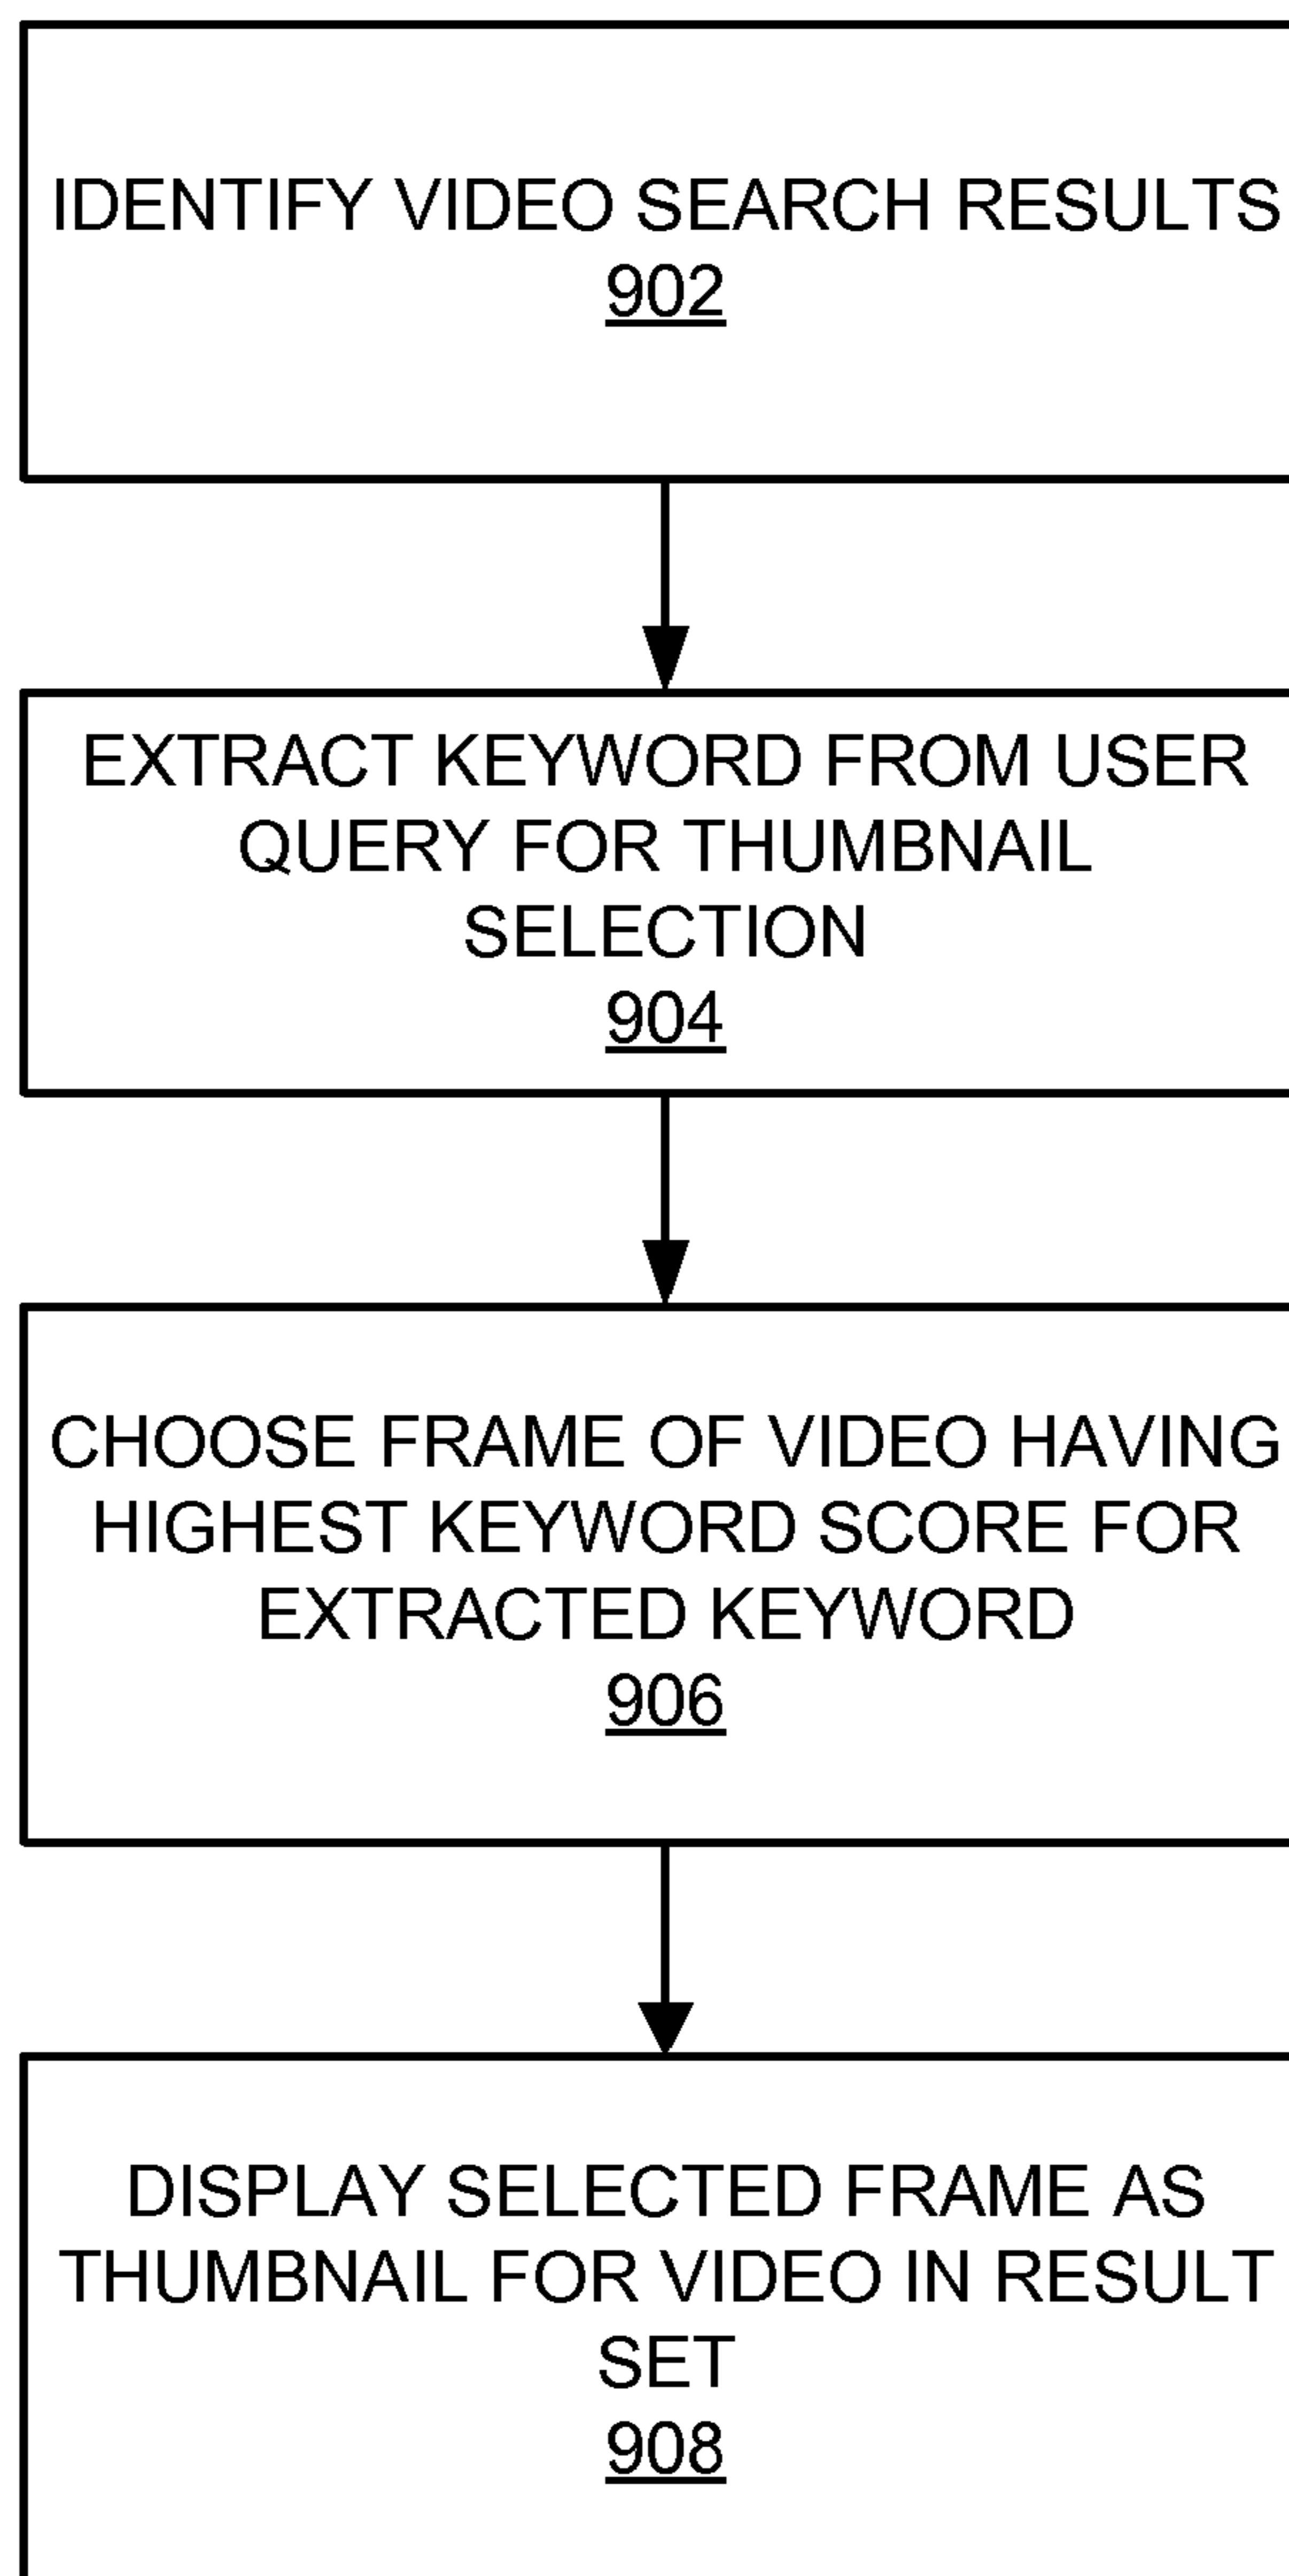 IDENTIFY VIDEO SEARCH RESULTS
902
EXTRACT KEYWORD FROM USER
QUERY FOR THUMBNAIL
SELECTION
904
CHOOSE FRAME OF VIDEO HAVING
HIGHEST KEYWORD SCORE FOR
EXTRACTED KEYWORD
906
DISPLAY SELECTED FRAME AS
THUMBNAIL FOR VIDEO IN RESULT
SET
908